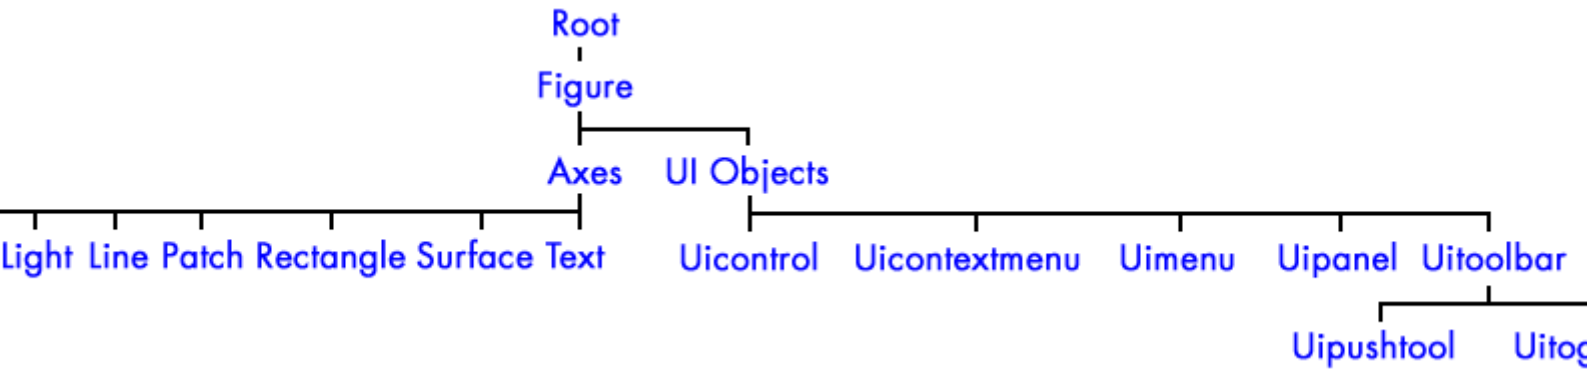 Root
Figure
Axes UI Objects
Light Line Patch Rectangle Surface Text Uicontrol Uicontextmenu Uimenu Uipanel Uitoolbar
Uipushtool